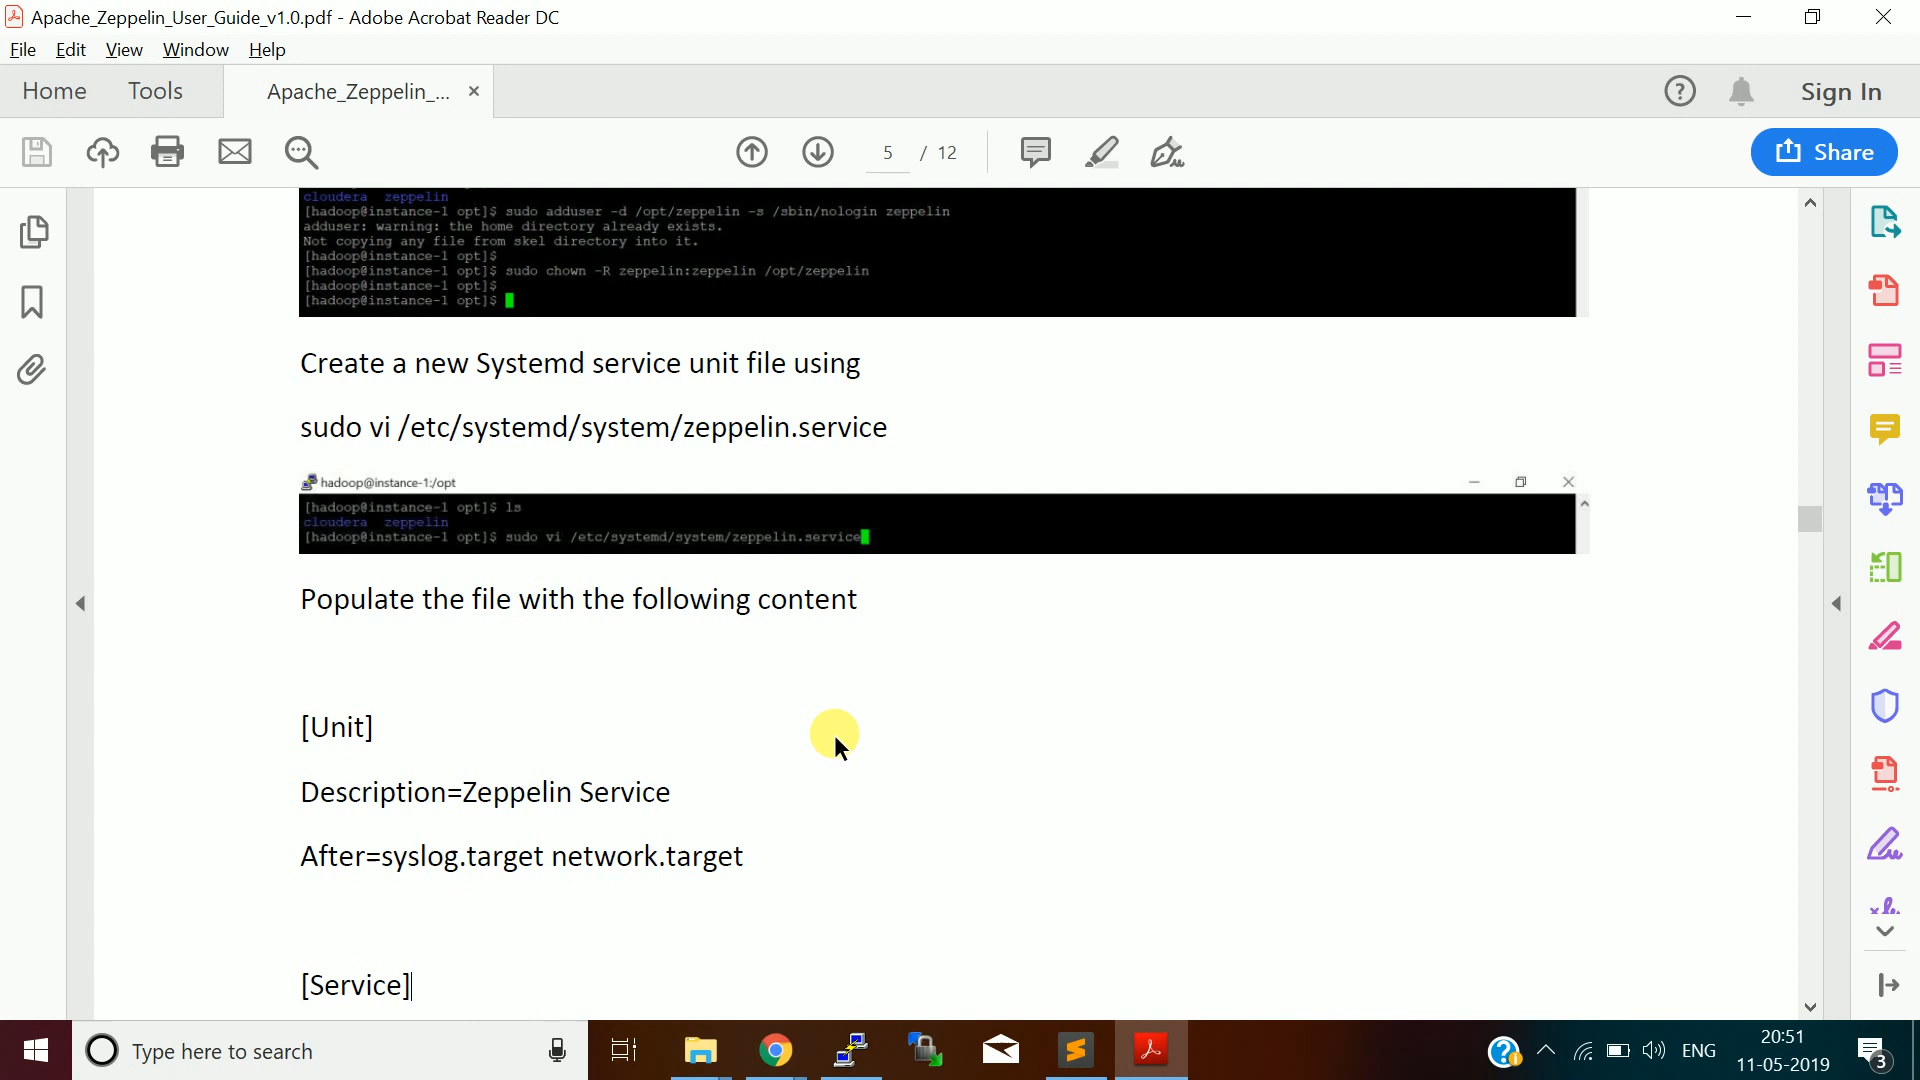 Apache_Zeppelin_User_Guide_v1.0.pdf - Adobe Acrobat Reader DC
File Edit View Window Help
Home Tools Apache_Zeppelin_... × Sign In
5 / 12 Share
cloudera zeppelin
[hadoop@instance-1 opt]$ sudo adduser -d /opt/zeppelin -s /sbin/nologin zeppelin
adduser: warning: the home directory already exists.
Not copying any file from skel directory into it.
[hadoop@instance-1 opt]$
[hadoop@instance-1 opt]$ sudo chown -R zeppelin:zeppelin /opt/zeppelin
[hadoop@instance-1 opt]$
[hadoop@instance-1 opt]$
Create a new Systemd service unit file using
sudo vi /etc/systemd/system/zeppelin.service
hadoop@instance-1:/opt
[hadoop@instance-1 opt]$ ls
cloudera zeppelin
[hadoop@instance-1 opt]$ sudo vi /etc/systemd/system/zeppelin.service
Populate the file with the following content
[Unit]
Description=Zeppelin Service
After=syslog.target network.target
[Service]
Type here to search
ENG
20:51
11-05-2019
3